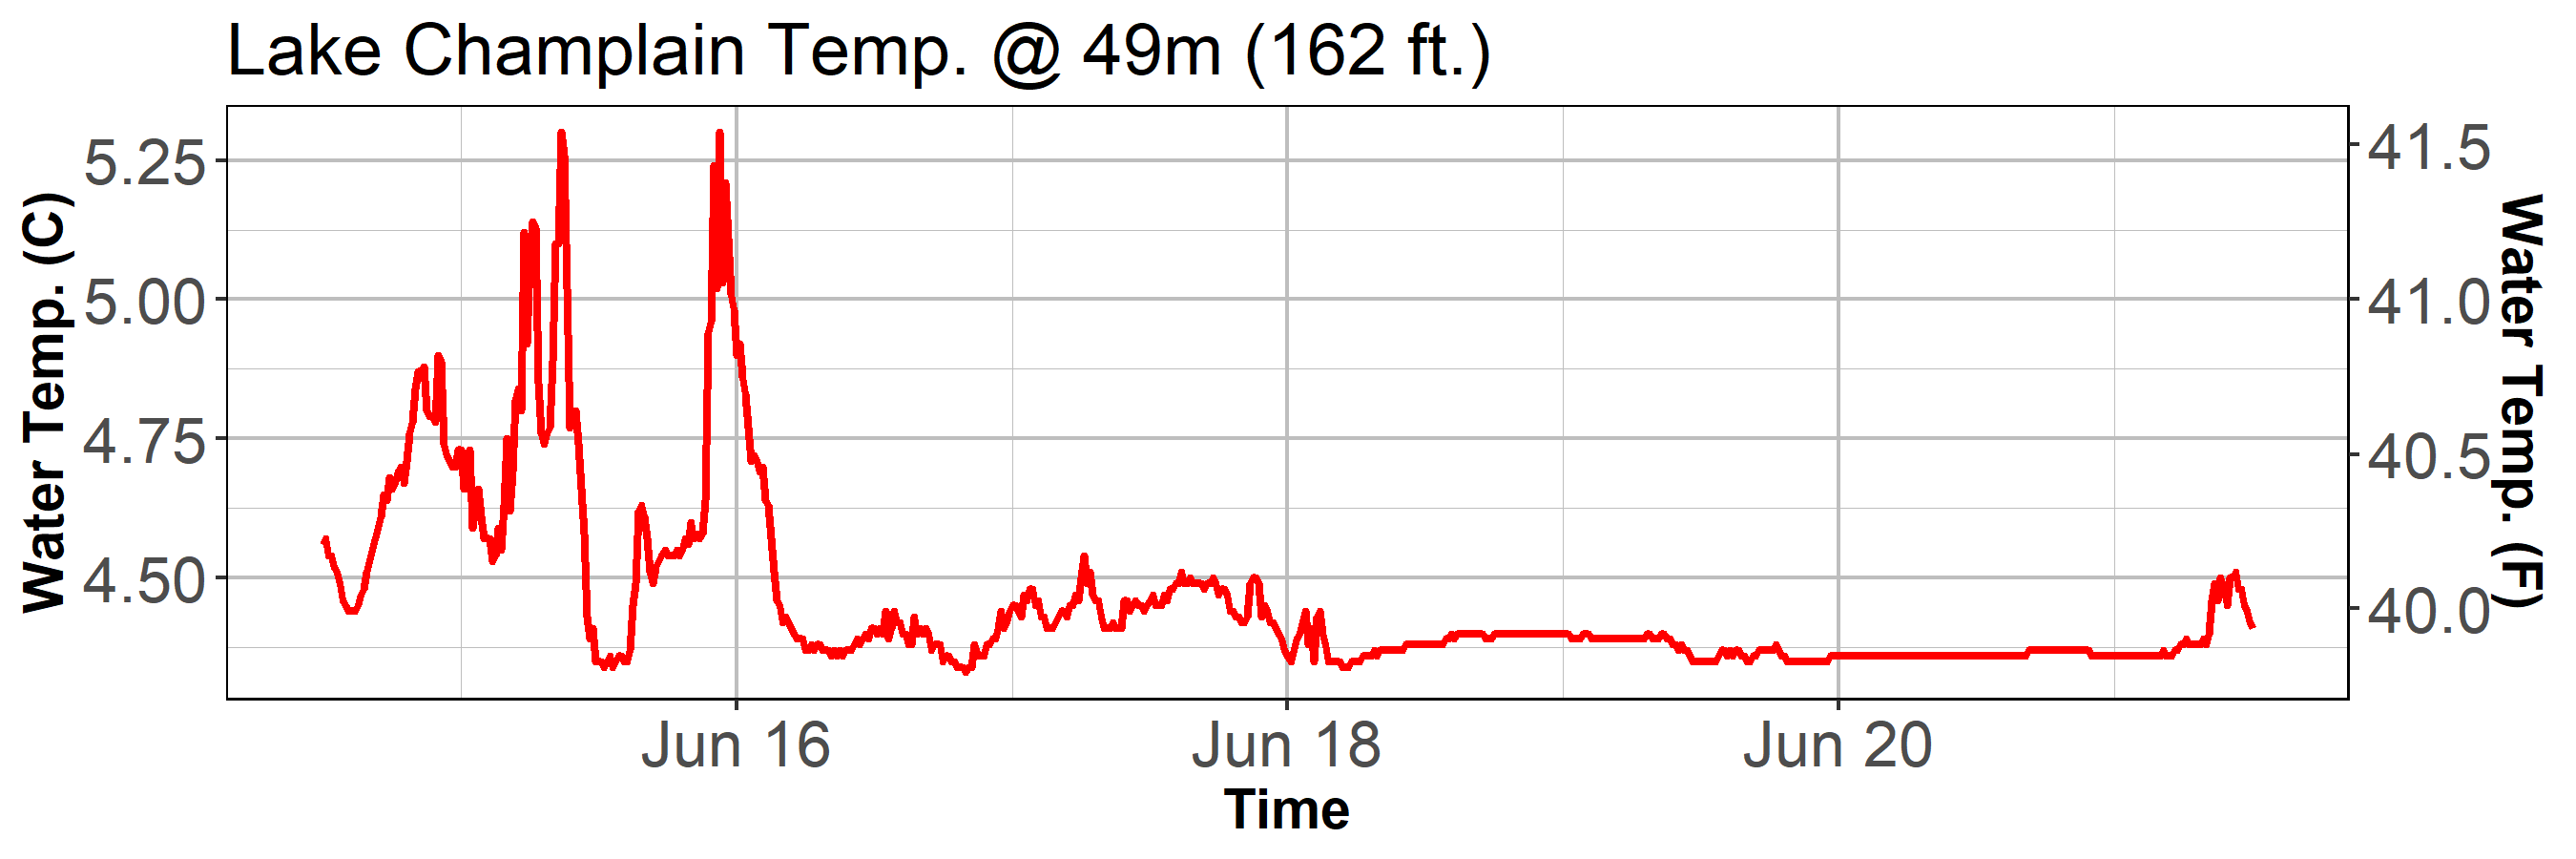 Lake Champlain Temp. @ 49m (162 ft.)
Water Temp. (C)
5.25
5.00
4.75
4.50
41.5
41.0
40.5
40.0
Water Temp. (F)
Jun 16 Jun 18 Jun 20
Time